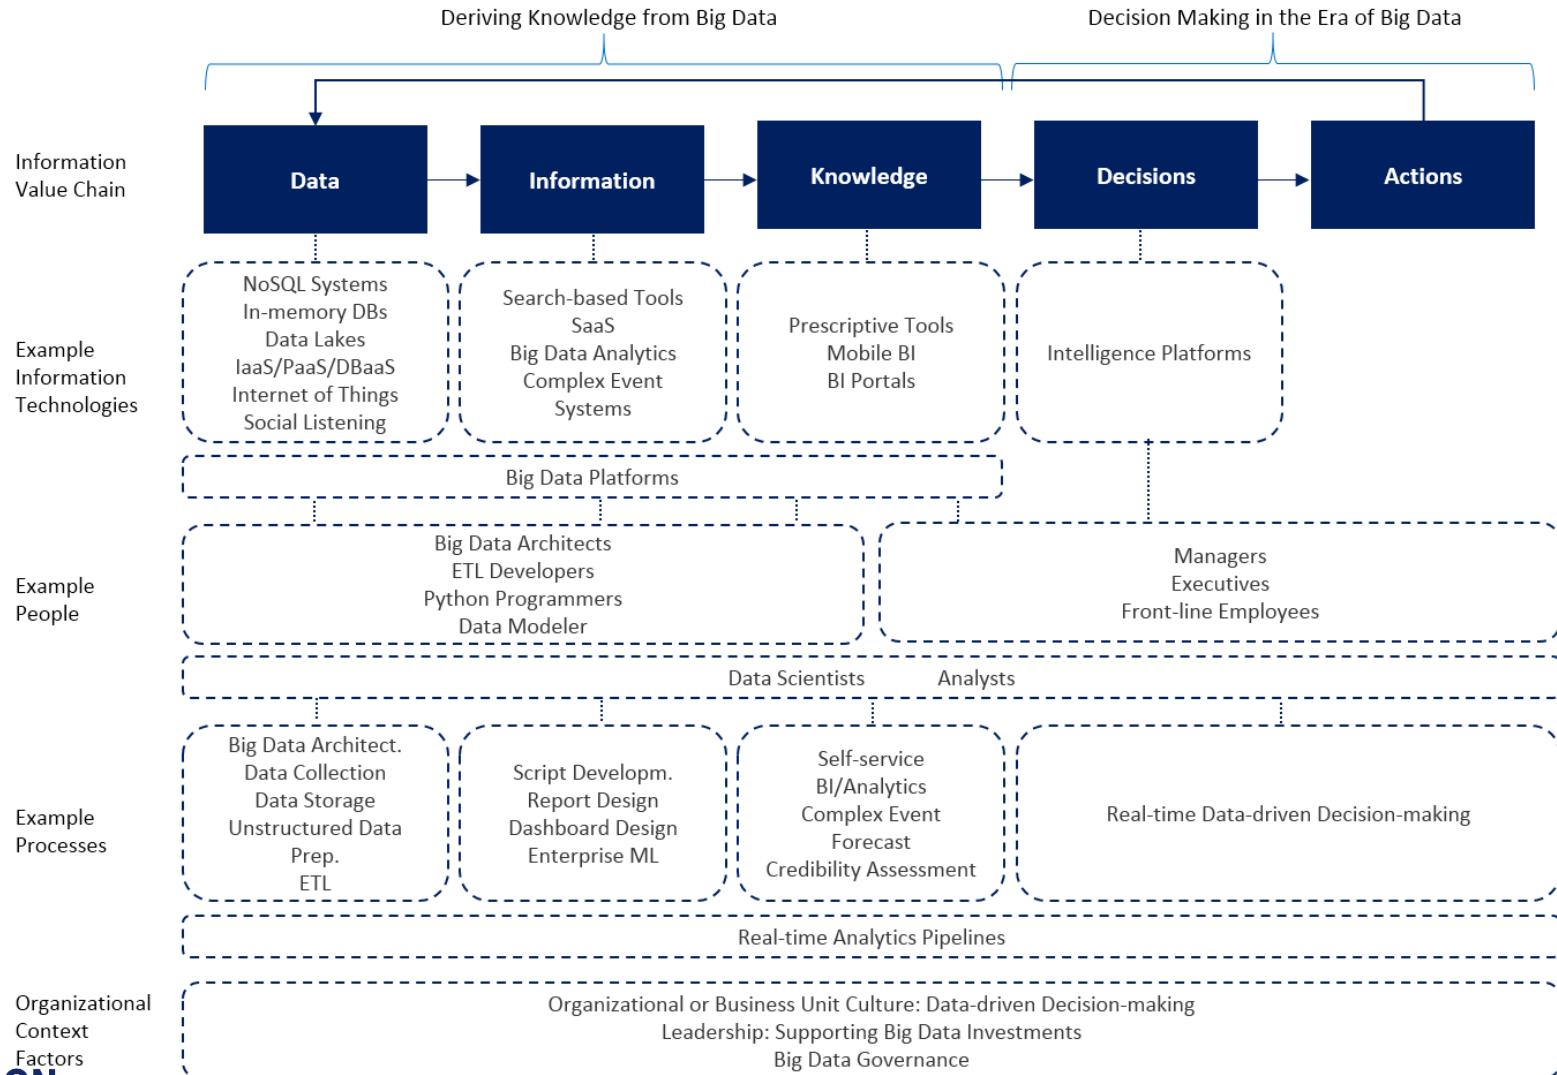 Deriving Knowledge from Big Data
Decision Making in the Era of Big Data
Information
Value Chain
Data
Information
Knowledge
Decisions
Actions
Example
Information
Technologies
NoSQL Systems
In-memory DBs
Data Lakes
IaaS/PaaS/DBaaS
Internet of Things
Social Listening
Search-based Tools
SaaS
Big Data Analytics
Complex Event
Systems
Prescriptive Tools
Mobile BI
BI Portals
Intelligence Platforms
Big Data Platforms
Example
People
Big Data Architects
ETL Developers
Python Programmers
Data Modeler
Managers
Executives
Front-line Employees
Data Scientists Analysts
Example
Processes
Big Data Architect.
Data Collection
Data Storage
Unstructured Data
Prep.
ETL
Script Developm.
Report Design
Dashboard Design
Enterprise ML
Self-service
BI/Analytics
Complex Event
Forecast
Credibility Assessment
Real-time Data-driven Decision-making
Real-time Analytics Pipelines
Organizational
Context
Factors
Organizational or Business Unit Culture: Data-driven Decision-making
Leadership: Supporting Big Data Investments
Big Data Governance